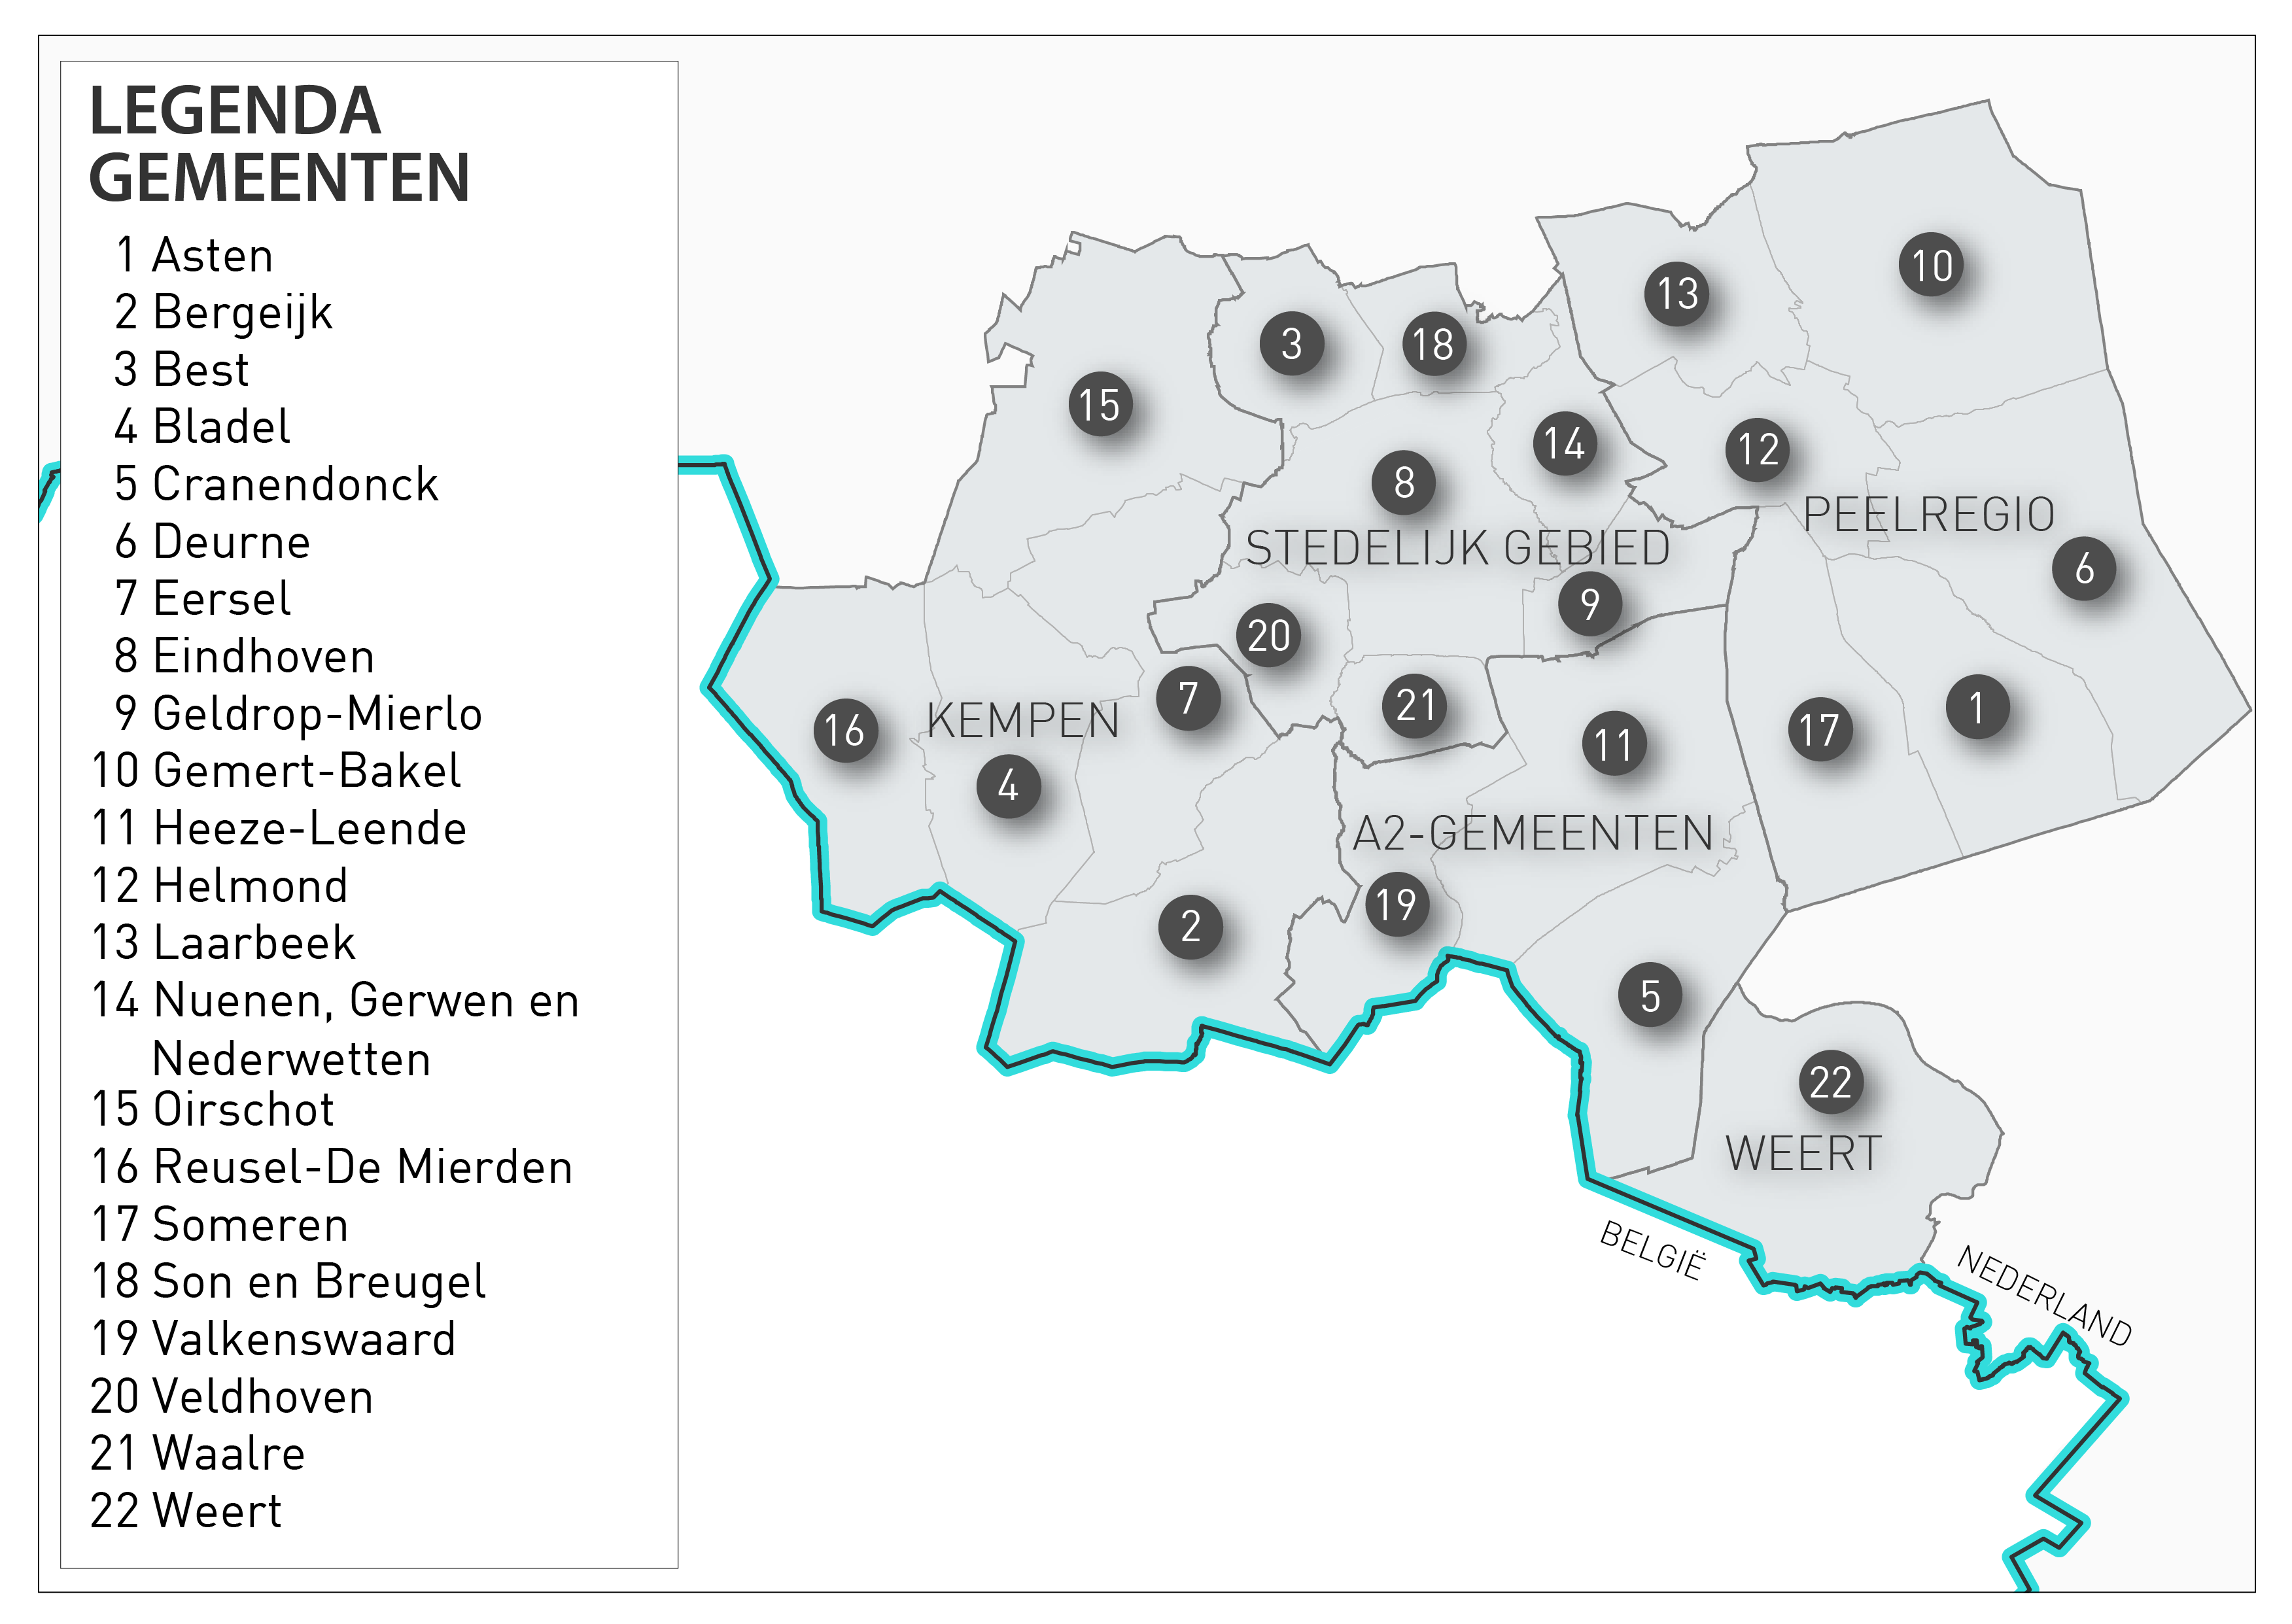 LEGENDA
GEMEENTEN
1 Asten
2 Bergeijk
3 Best
4 Bladel
5 Cranendonck
6 Deurne
7 Eersel
8 Eindhoven
9 Geldrop-Mierlo
10 Gemert-Bakel
11 Heeze-Leende
12 Helmond
13 Laarbeek
14 Nuenen, Gerwen en
Nederwetten
15 Oirschot
16 Reusel-De Mierden
17 Someren
18 Son en Breugel
19 Valkenswaard
20 Veldhoven
21 Waalre
22 Weert
10
13
3
18
15
14
12
8
PEELREGIO
STEDELIJK GEBIED
6
9
20
7
21
1
KEMPEN
16
17
11
4
A2-GEMEENTEN
19
2
5
22
WEERT
BELGIË
NEDERLAND